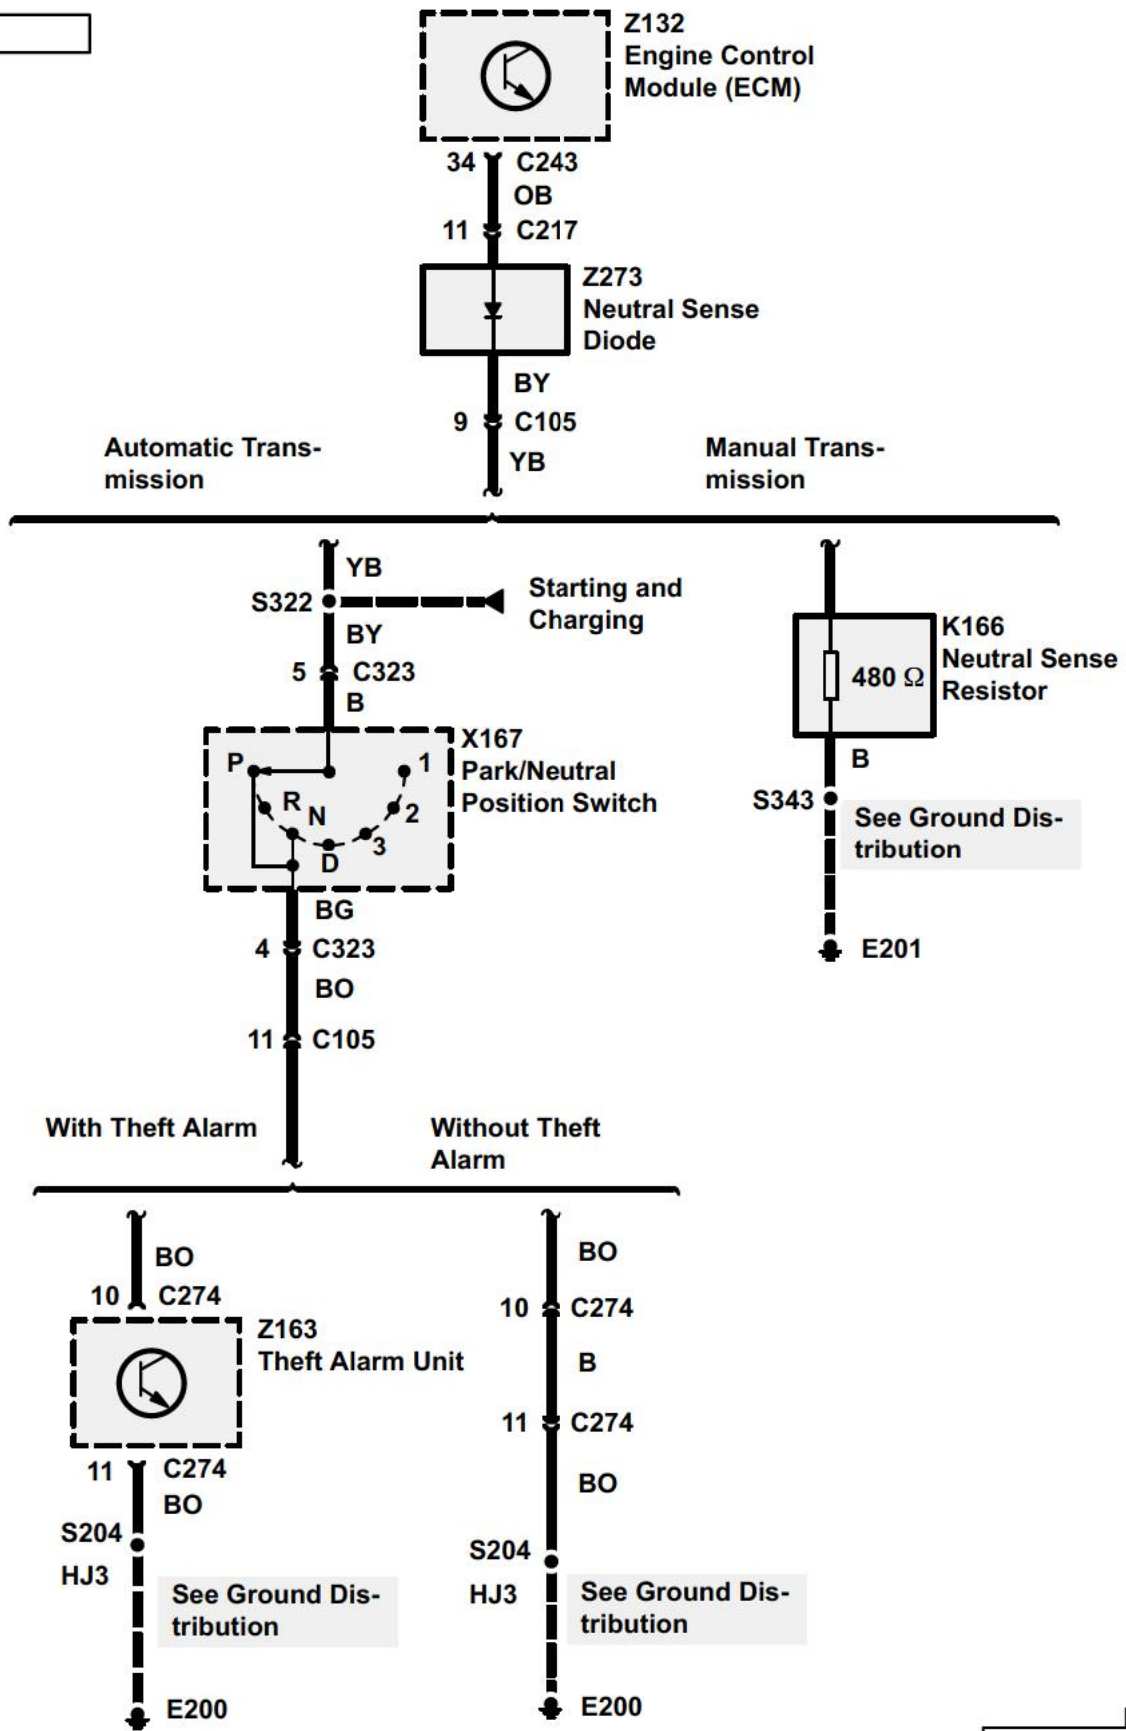 Z132
Engine Control
Module (ECM)
34 C243
OB
11 C217
Z273
Neutral Sense
Diode
BY
9 C105
YB
Automatic Trans-
mission
Manual Trans-
mission
YB
S322
Starting and
Charging
BY
5 C323
B
X167
Park/Neutral
Position Switch
P
1
R
N
2
3
D
K166
Neutral Sense
Resistor
480 Ω
B
S343
See Ground Dis-
tribution
E201
BG
4 C323
BO
11 C105
With Theft Alarm
Without Theft
Alarm
BO
10 C274
Z163
Theft Alarm Unit
11 C274
BO
S204
HJ3
See Ground Dis-
tribution
E200
BO
10 C274
B
11 C274
BO
S204
HJ3
See Ground Dis-
tribution
E200